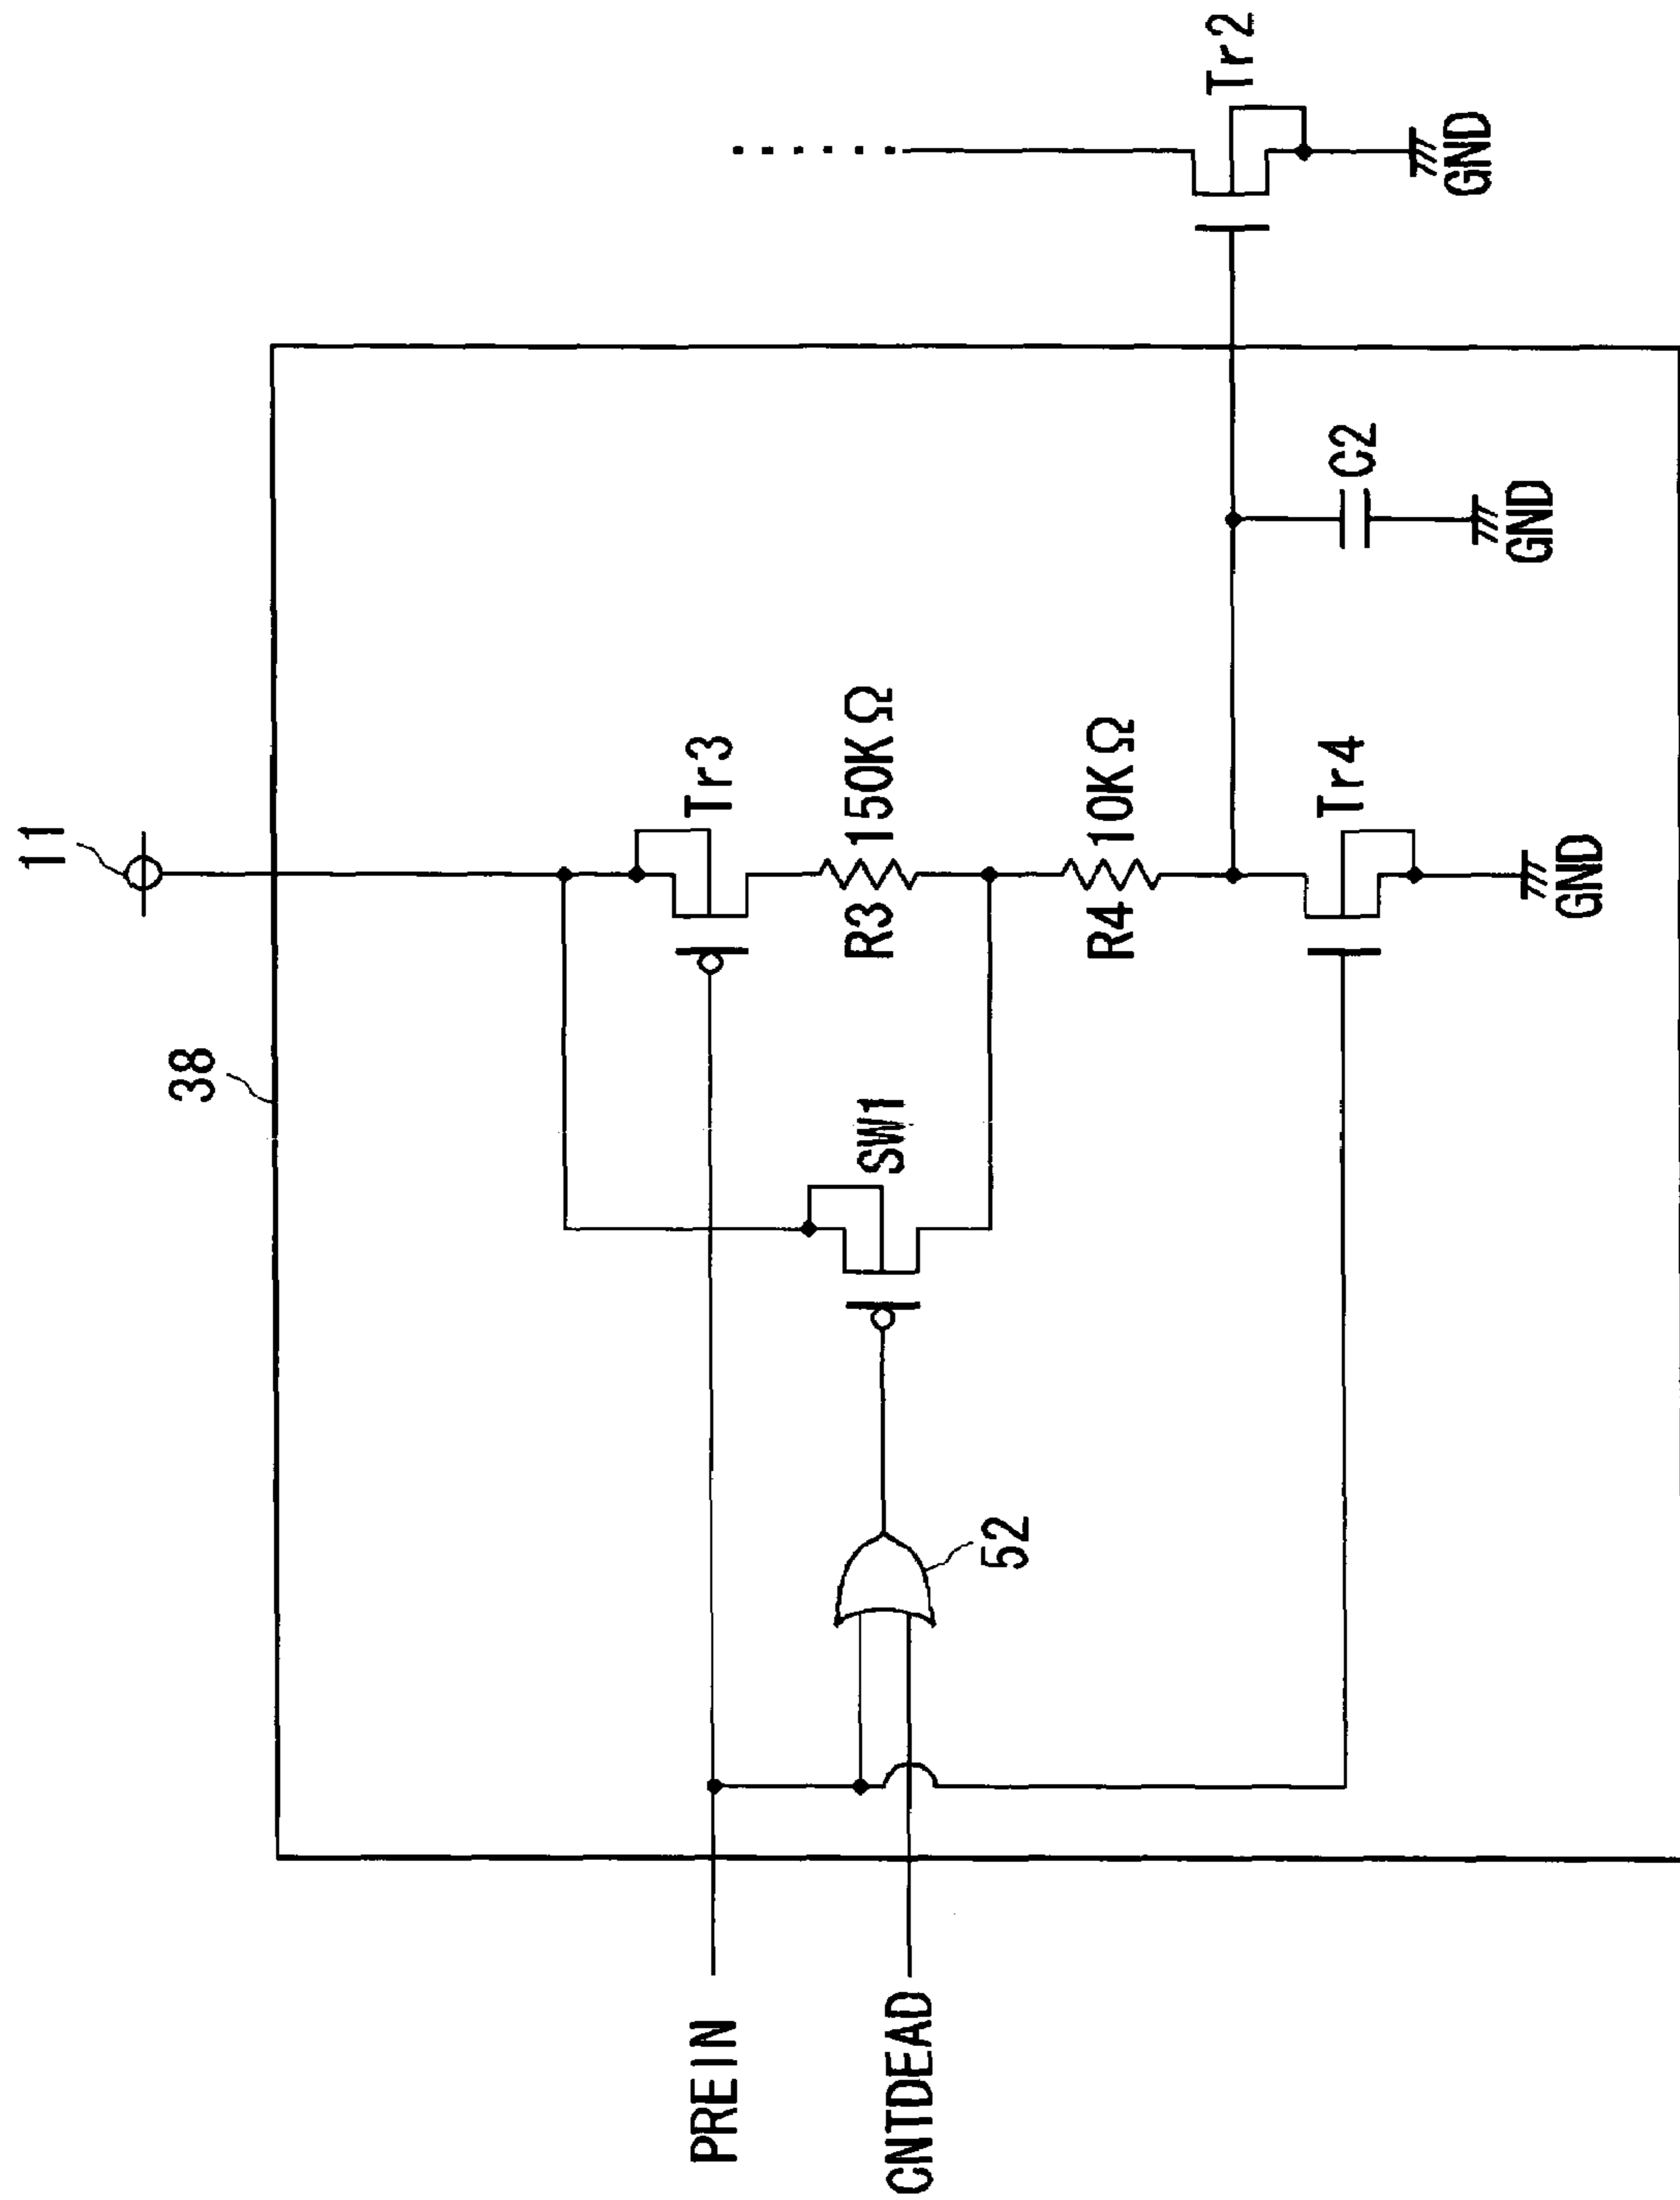 11
38
Tr3
R3 150KΩ
SW1
52
R4 10KΩ
Tr4
GND
C2
GND
Tr2
GND
PREIN
CNTDEAD